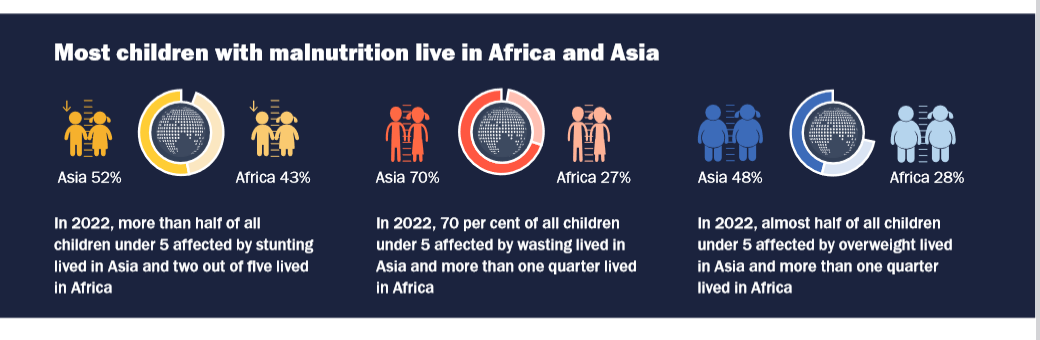 Most children with malnutrition live in Africa and Asia
Asia 52%
Africa 43%
Asia 70%
Africa 27%
Asia 48%
Africa 28%
In 2022, more than half of all
children under 5 affected by stunting
lived in Asia and two out of five lived
in Africa
In 2022, 70 per cent of all children
under 5 affected by wasting lived in
Asia and more than one quarter lived
in Africa
In 2022, almost half of all children
under 5 affected by overweight lived
in Asia and more than one quarter
lived in Africa